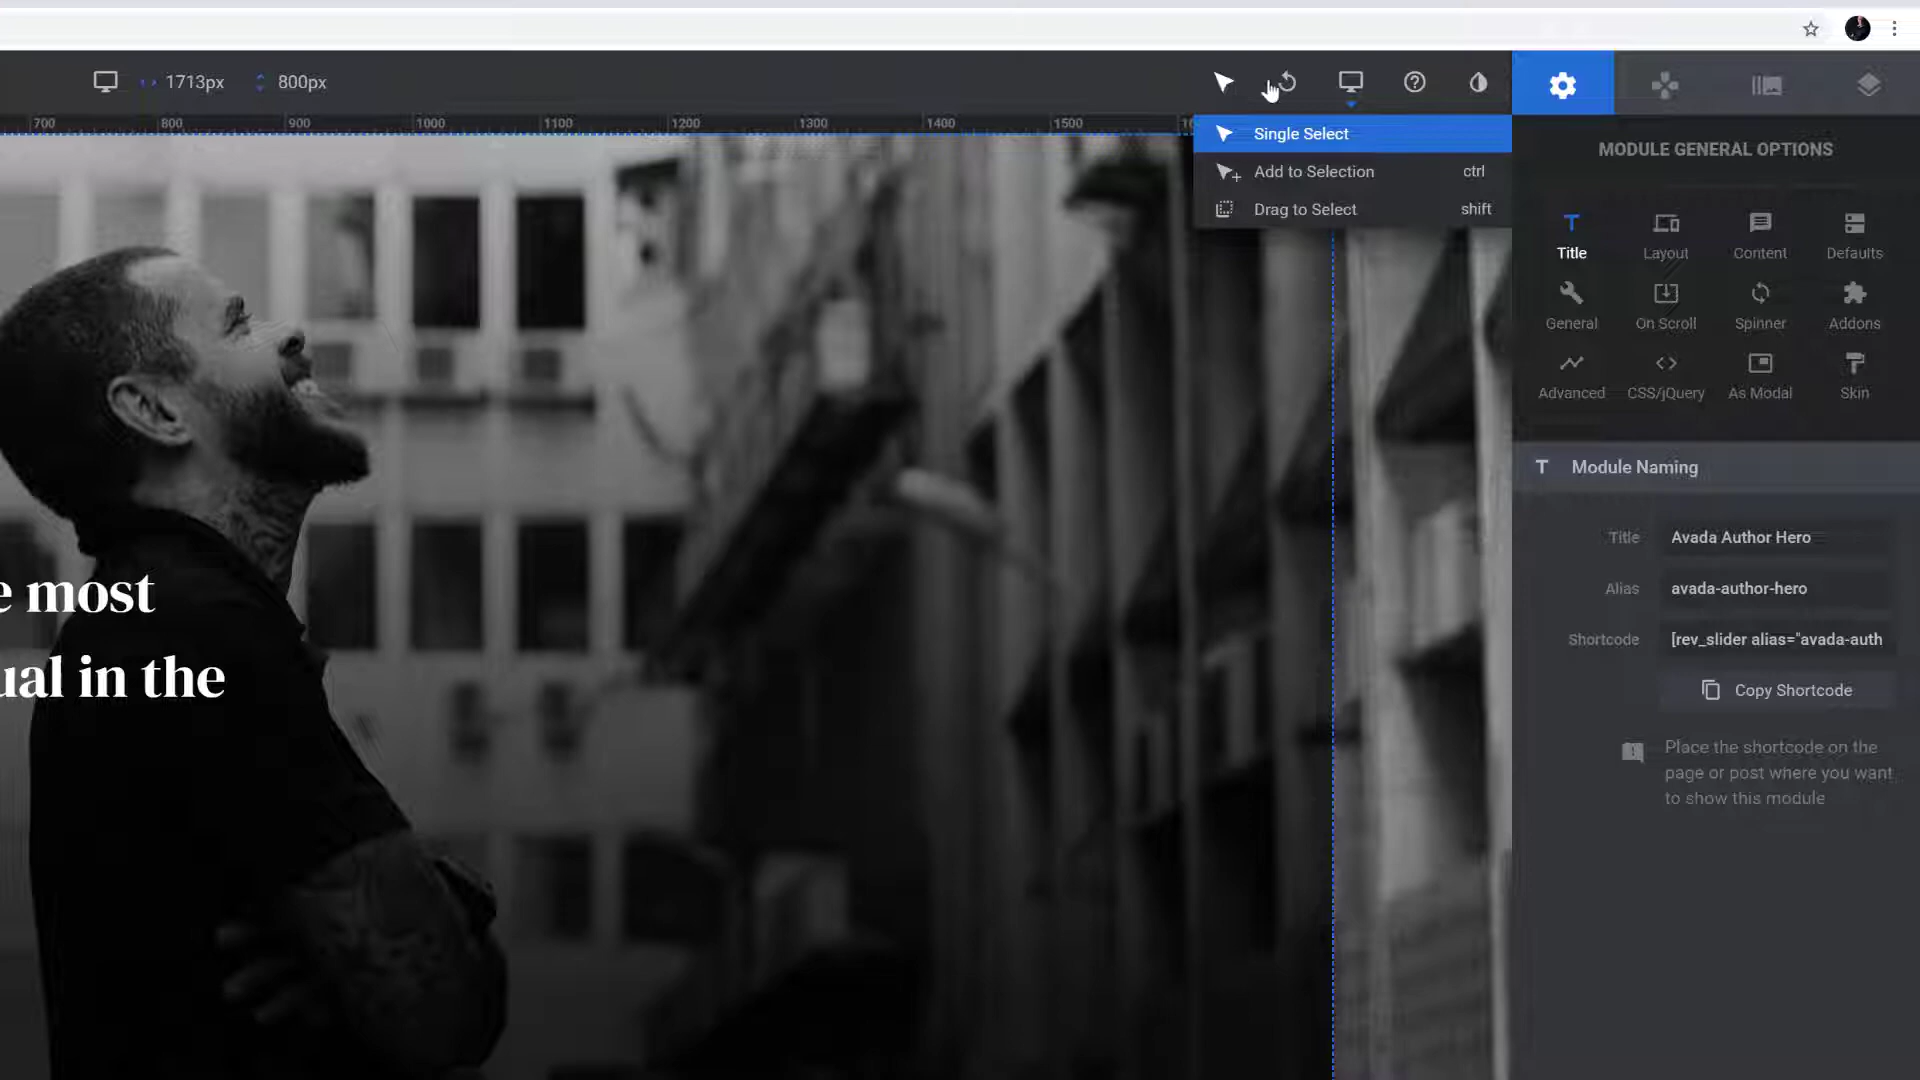 1713px
800px
700
800
900
1000
1100
1200
1300
1400
1500
Single Select
Add to Selection ctrl
Drag to Select shift
e most
ual in the
MODULE GENERAL OPTIONS
Title Layout Content Defaults
General On Scroll Spinner Addons
Advanced CSS/jQuery As Modal Skin
Module Naming
Title Avada Author Hero
Alias avada-author-hero
Shortcode [rev_slider alias="avada-auth
Copy Shortcode
Place the shortcode on the
page or post where you want
to show this module